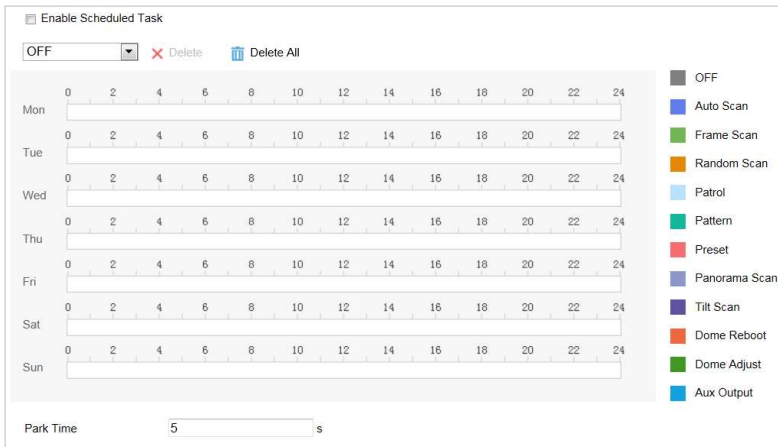 Enable Scheduled Task
OFF
Delete
Delete All
0 2 4 6 8 10 12 14 16 18 20 22 24
Mon
0 2 4 6 8 10 12 14 16 18 20 22 24
Tue
0 2 4 6 8 10 12 14 16 18 20 22 24
Wed
0 2 4 6 8 10 12 14 16 18 20 22 24
Thu
0 2 4 6 8 10 12 14 16 18 20 22 24
Fri
0 2 4 6 8 10 12 14 16 18 20 22 24
Sat
0 2 4 6 8 10 12 14 16 18 20 22 24
Sun
OFF
Auto Scan
Frame Scan
Random Scan
Patrol
Pattern
Preset
Panorama Scan
Tilt Scan
Dome Reboot
Dome Adjust
Aux Output
Park Time 5 s